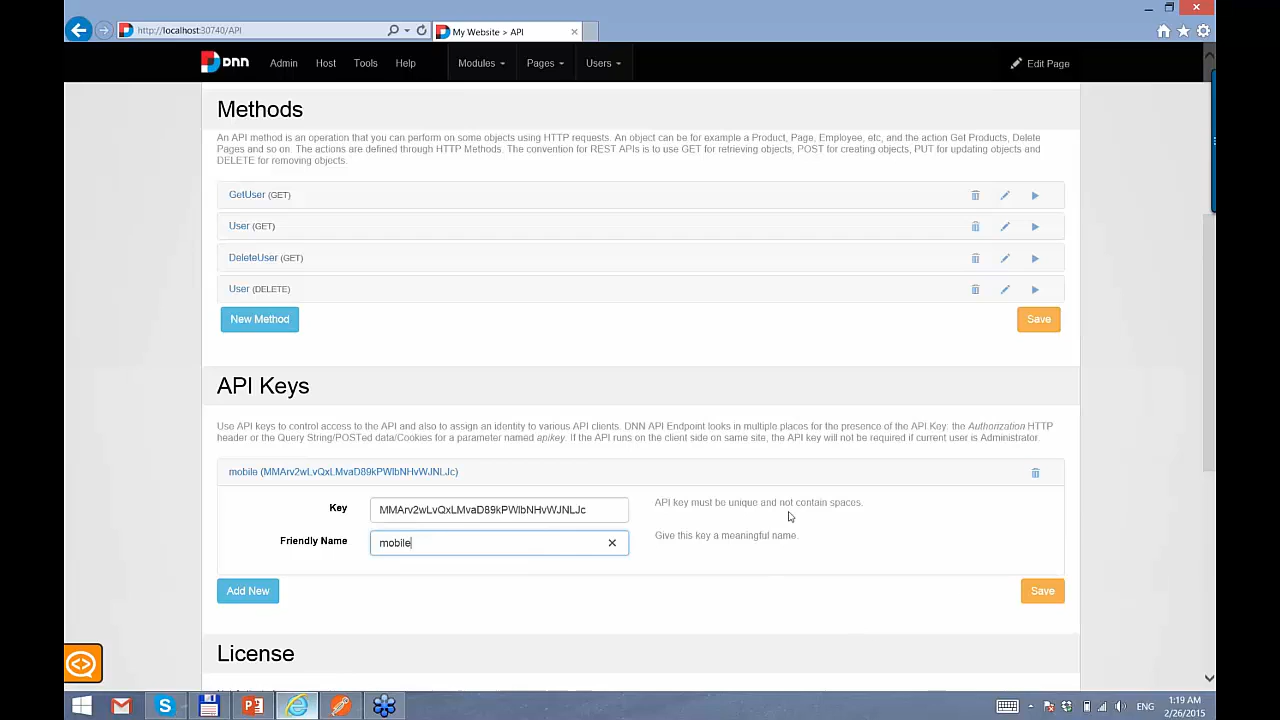 http://localhost:30740/API
My Website > API
DNN
Admin
Host
Tools
Help
Modules
Pages
Users
Edit Page
Methods
An API method is an operation that you can perform on some objects using HTTP requests. An object can be for example a Product, Page, Employee, etc, and the action Get Products, Delete
Pages and so on. The actions are defined through HTTP Methods. The convention for REST APIs is to use GET for retrieving objects, POST for creating objects, PUT for updating objects and
DELETE for removing objects.
GetUser (GET)
User (GET)
DeleteUser (GET)
User (DELETE)
New Method
Save
API Keys
Use API keys to control access to the API and also to assign an identity to various API clients. DNN API Endpoint looks in multiple places for the presence of the API Key: the Authorization HTTP
header or the Query String/POSTed data/Cookies for a parameter named apikey. If the API runs on the client side on same site, the API key will not be required if current user is Administrator.
mobile (MMArv2wLvQxLMvaD89kPWIbNHvWJNLJc)
Key
MMArv2wLvQxLMvaD89kPWIbNHvWJNLJc
API key must be unique and not contain spaces.
Friendly Name
mobile
Give this key a meaningful name.
Add New
Save
License
ENG
1:19 AM
2/26/2015